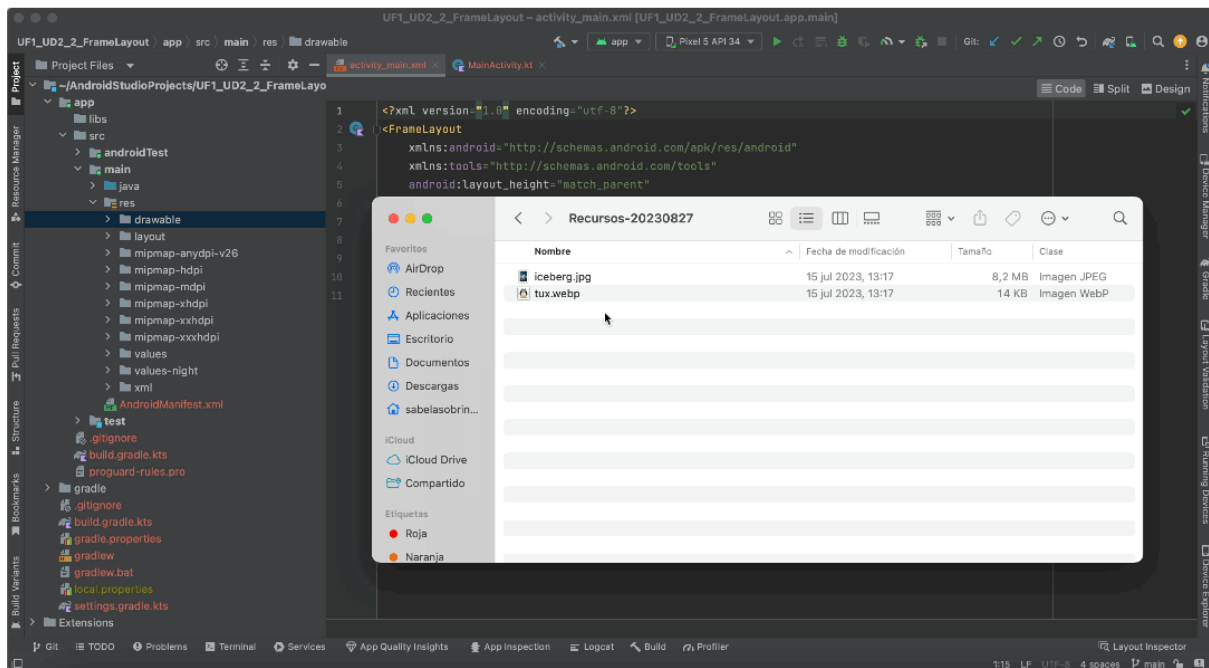 UF1_UD2_2_FrameLayout – activity_main.xml [UF1_UD2_2_FrameLayout.app.main]
UF1_UD2_2_FrameLayout › app › src › main › res › drawable
app
Pixel 5 API 34
Git:
Project
Resource Manager
Commit
Pull Requests
Structure
Bookmarks
Build Variants
Project Files
~/AndroidStudioProjects/UF1_UD2_2_FrameLayo
app
libs
src
androidTest
main
java
res
drawable
layout
mipmap-anydpi-v26
mipmap-hdpi
mipmap-mdpi
mipmap-xhdpi
mipmap-xxhdpi
mipmap-xxxhdpi
values
values-night
xml
AndroidManifest.xml
test
.gitignore
build.gradle.kts
proguard-rules.pro
gradle
.gitignore
build.gradle.kts
gradle.properties
gradlew
gradlew.bat
local.properties
settings.gradle.kts
Extensions
activity_main.xml
MainActivity.kt
Code
Split
Design
1 <?xml version="1.0" encoding="utf-8"?>
2 <FrameLayout
3 xmlns:android="http://schemas.android.com/apk/res/android"
4 xmlns:tools="http://schemas.android.com/tools"
5 android:layout_height="match_parent"
6
7
8
9
10
11
Recursos-20230827
Favoritos
AirDrop
Recientes
Aplicaciones
Escritorio
Documentos
Descargas
sabelasobrin...
iCloud
iCloud Drive
Compartido
Etiquetas
Roja
Naranja
Nombre Fecha de modificación Tamaño Clase
iceberg.jpg 15 jul 2023, 13:17 8,2 MB Imagen JPEG
tux.webp 15 jul 2023, 13:17 14 KB Imagen WebP
Notifications
Device Manager
Gradle
Layout Validation
Running Devices
Device Explorer
Git
TODO
Problems
Terminal
Services
App Quality Insights
App Inspection
Logcat
Build
Profiler
Layout Inspector
1:15 LF UTF-8 4 spaces main